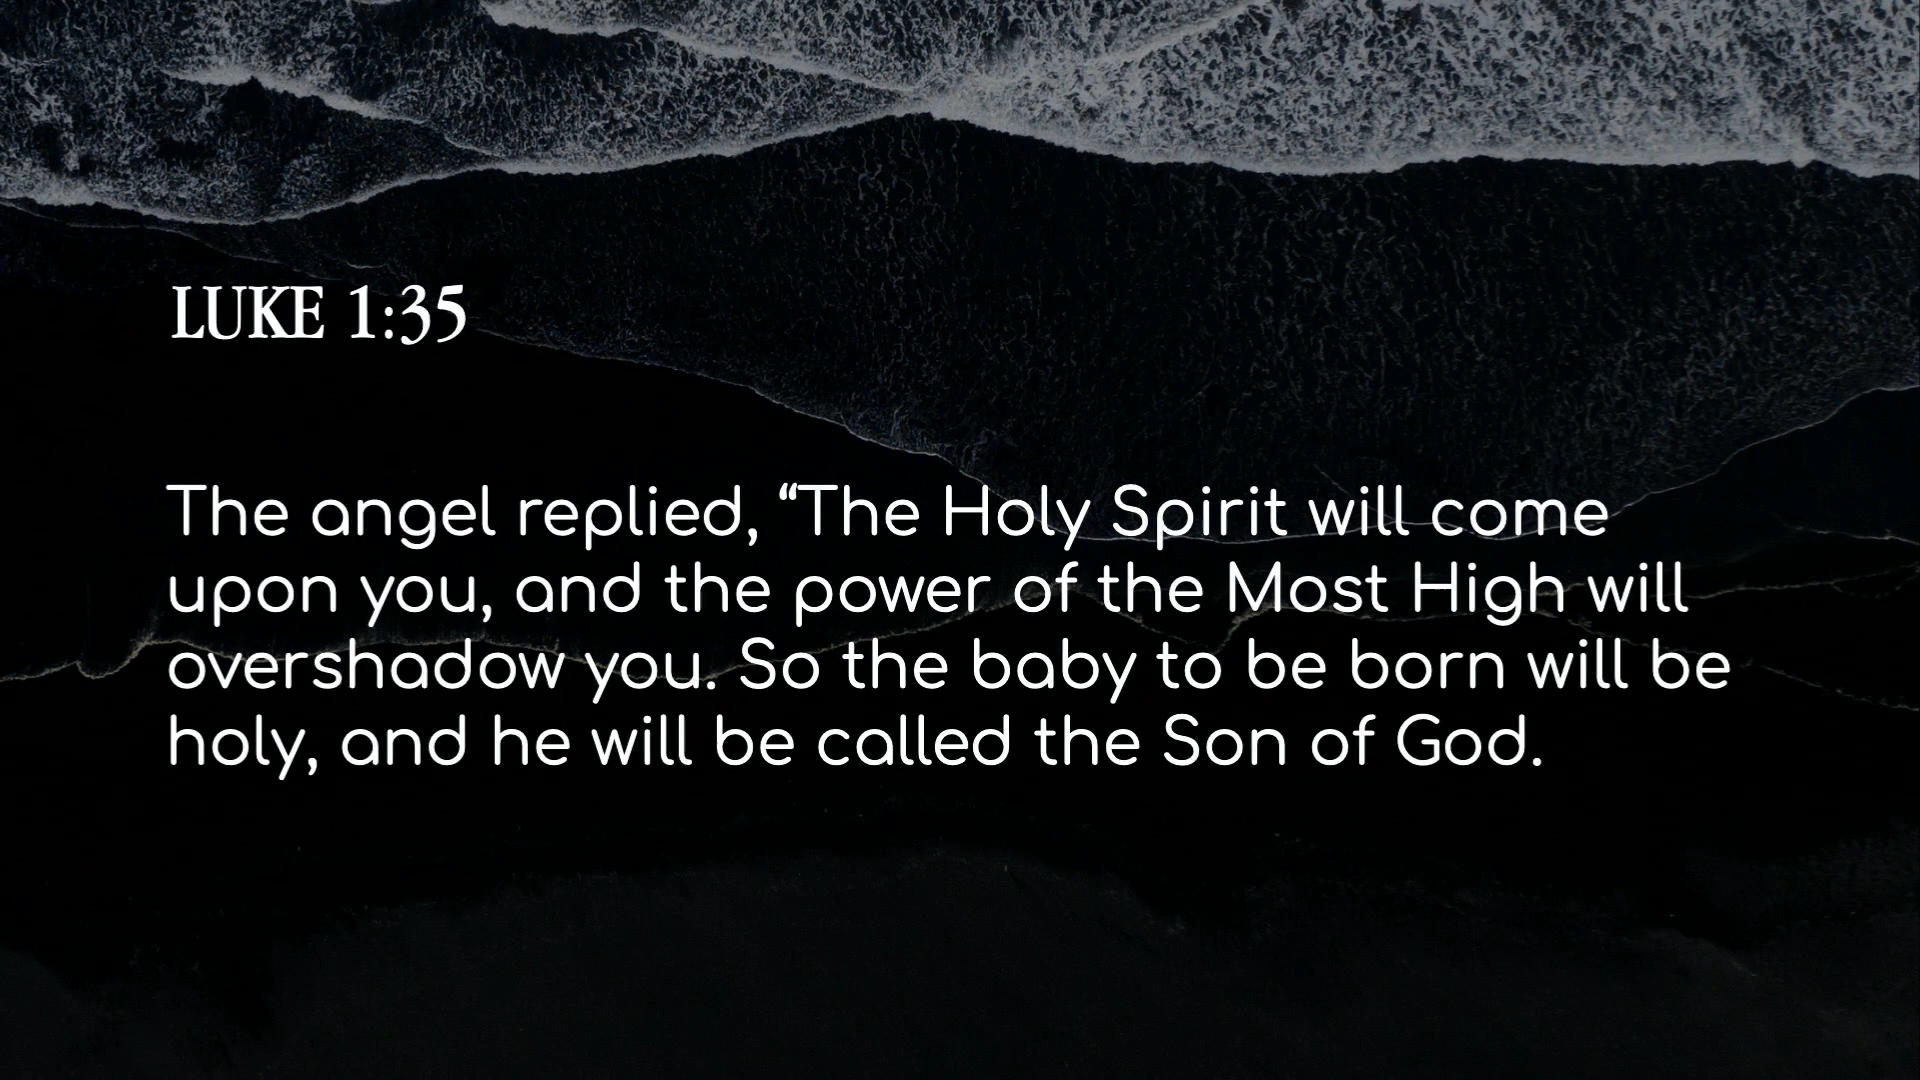 LUKE 1:35
The angel replied, “The Holy Spirit will come
upon you, and the power of the Most High will
overshadow you. So the baby to be born will be
holy, and he will be called the Son of God.